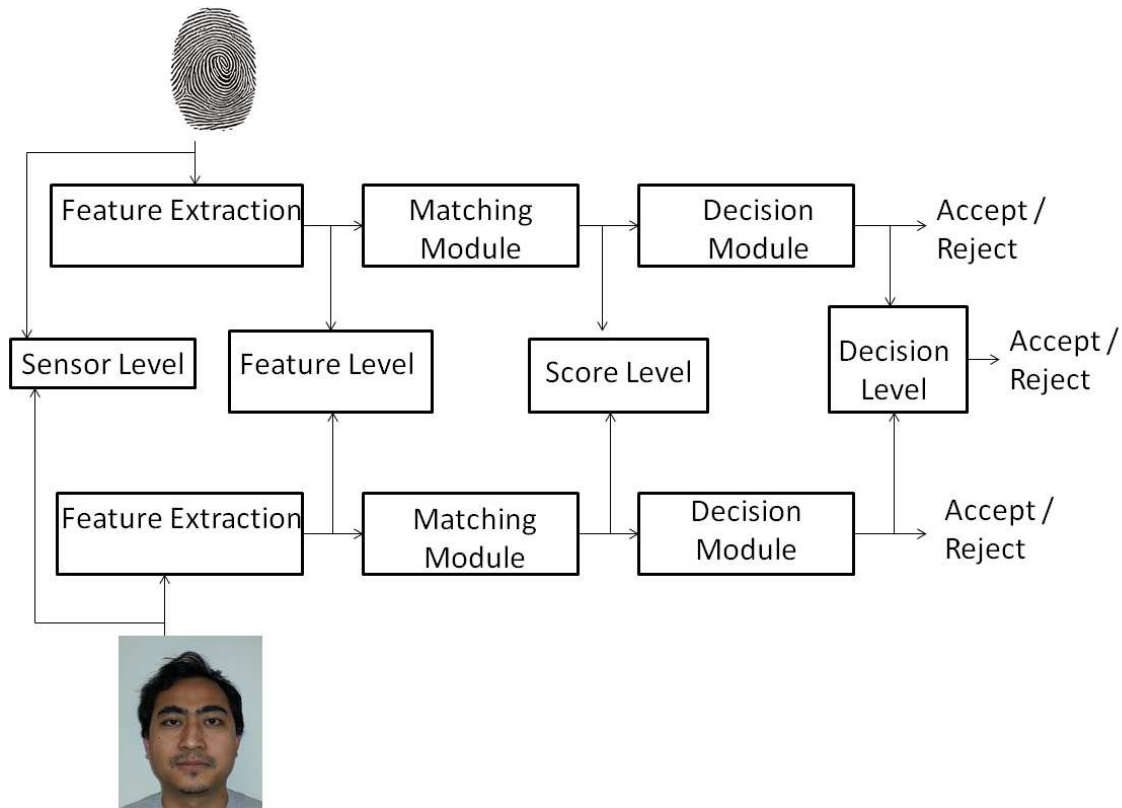 Feature Extraction
Matching
Module
Decision
Module
Accept /
Reject
Sensor Level
Feature Level
Score Level
Decision
Level
Accept /
Reject
Feature Extraction
Matching
Module
Decision
Module
Accept /
Reject